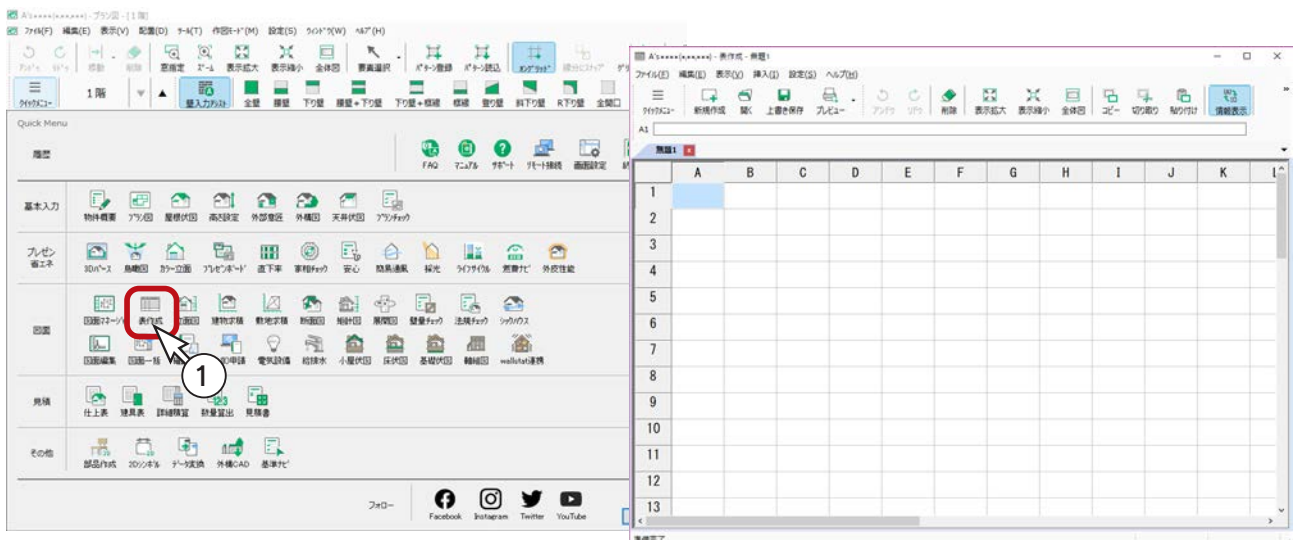 A's
- プラン図 - [1 階]
ファイル(F) 編集(E) 表示(V) 配置(D) ツール(T) 作図モード(M) 設定(S) ウィンドウ(W) ヘルプ(H)
移動 削除 窓指定 ズーム 表示拡大 表示縮小 全体図 要素選択 パターン登録 パターン読込
クイックメニュー 1 階 壁入力アシスト 全壁 腰壁 下り壁 腰壁+下り壁 下り壁+框線 框線 登り壁 斜下り壁 R下り壁 全開口
Quick Menu
履歴
FAQ マニュアル サポート リモート接続 画面設定
基本入力
物件概要 プラン図 屋根伏図 高さ設定 外部意匠 外構図 天井伏図 プランチェック
プレゼン
省エネ
3Dパース 鳥瞰図 カラー立面 プレゼンボード 直下率 家相チェック 安心 簡易通風 採光 ライフサイクル 燃費ナビ 外皮性能
図面
表作成 立面図 建物求積 敷地求積 断面図 矩計図 展開図 壁量チェック 法規チェック シックハウス
図面編集 図面一括 電気設備 給排水 小屋伏図 床伏図 基礎伏図 軸組図 wallstat連携
1
見積
仕上表 建具表 詳細積算 数量算出 見積書
その他
部品作成 2Dシンボル データ変換 外構CAD 基準ナビ
フォロー
Facebook Instagram Twitter YouTube
A's
- 表作成 - 無題1
ファイル(F) 編集(E) 表示(V) 挿入(I) 設定(S) ヘルプ(H)
クイックメニュー 新規作成 開く 上書き保存 プレビュー アンドゥ リドゥ 削除 表示拡大 表示縮小 全体図 コピー 切り取り 貼り付け 情報表示
A1
無題1
A B C D E F G H I J K L
1
2
3
4
5
6
7
8
9
10
11
12
13
準備完了